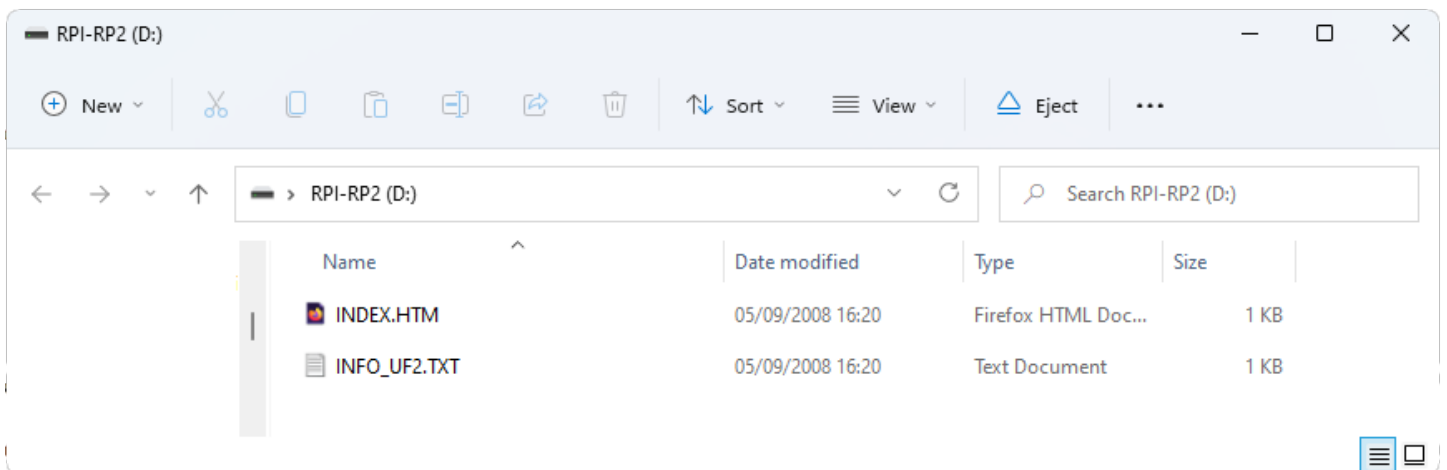 RPI-RP2 (D:)
New Sort View Eject
RPI-RP2 (D:) Search RPI-RP2 (D:)
Name Date modified Type Size
INDEX.HTM 05/09/2008 16:20 Firefox HTML Doc... 1 KB
INFO_UF2.TXT 05/09/2008 16:20 Text Document 1 KB